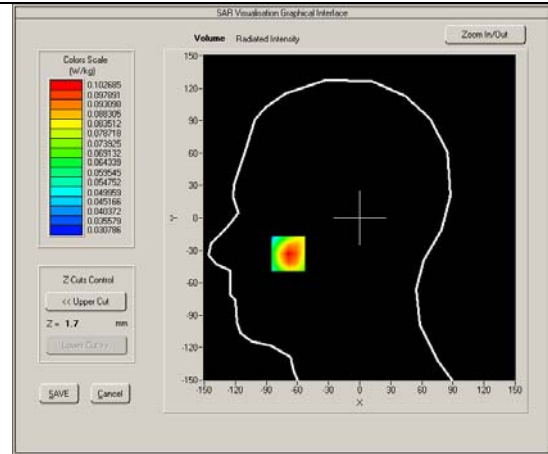 SAR Visualisation Graphical Interface
Volume Radiated Intensity
Zoom In/Out
Colors Scale
(W/kg)
0.102685
0.097891
0.093098
0.088305
0.083512
0.078718
0.073925
0.069132
0.064339
0.059545
0.054752
0.049959
0.045166
0.040372
0.035579
0.030786
Z-Cuts Control
<< Upper Cut
Z = 1.7 mm
Lower Cut >>
SAVE Cancel
150
120
90
60
30
Y 0
-30
-60
-90
-120
-150
-150 -120 -90 -60 -30 0 30 60 90 120 150
X